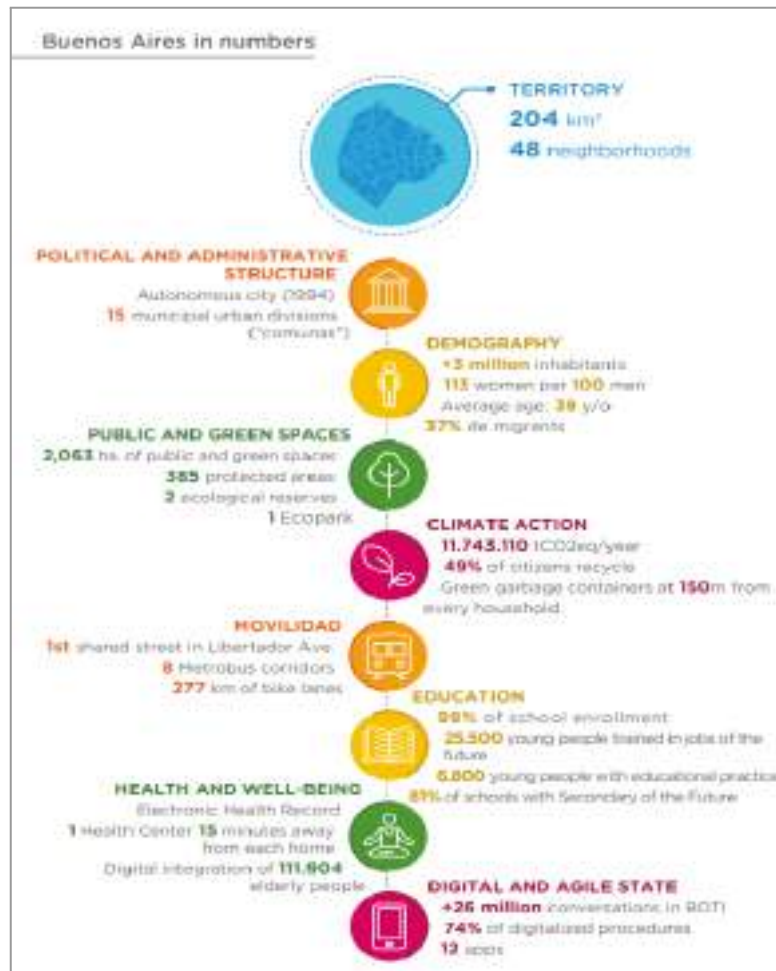 Buenos Aires in numbers
TERRITORY
204 km²
48 neighborhoods
POLITICAL AND ADMINISTRATIVE
STRUCTURE
Autonomous city (1994)
15 municipal urban divisions
("comunas")
DEMOGRAPHY
+3 million inhabitants
113 women per 100 men
Average age: 39 y/o
37% de migrants
PUBLIC AND GREEN SPACES
2,063 hs. of public and green spaces
385 protected areas
2 ecological reserves
1 Ecopark
CLIMATE ACTION
11.743.110 tCO2eq/year
49% of citizens recycle
Green garbage containers at 150m from
every household.
MOVILIDAD
1st shared street in Libertador Ave.
8 Metrobus corridors
277 km of bike lanes
EDUCATION
98% of school enrollment
25.500 young people trained in jobs of the
future
6.800 young people with educational practice
81% of schools with Secondary of the Future
HEALTH AND WELL-BEING
Electronic Health Record
1 Health Center 15 minutes away
from each home
Digital integration of 111.604
elderly people
DIGITAL AND AGILE STATE
+26 million conversations in BOTI
74% of digitalized procedures
12 apps